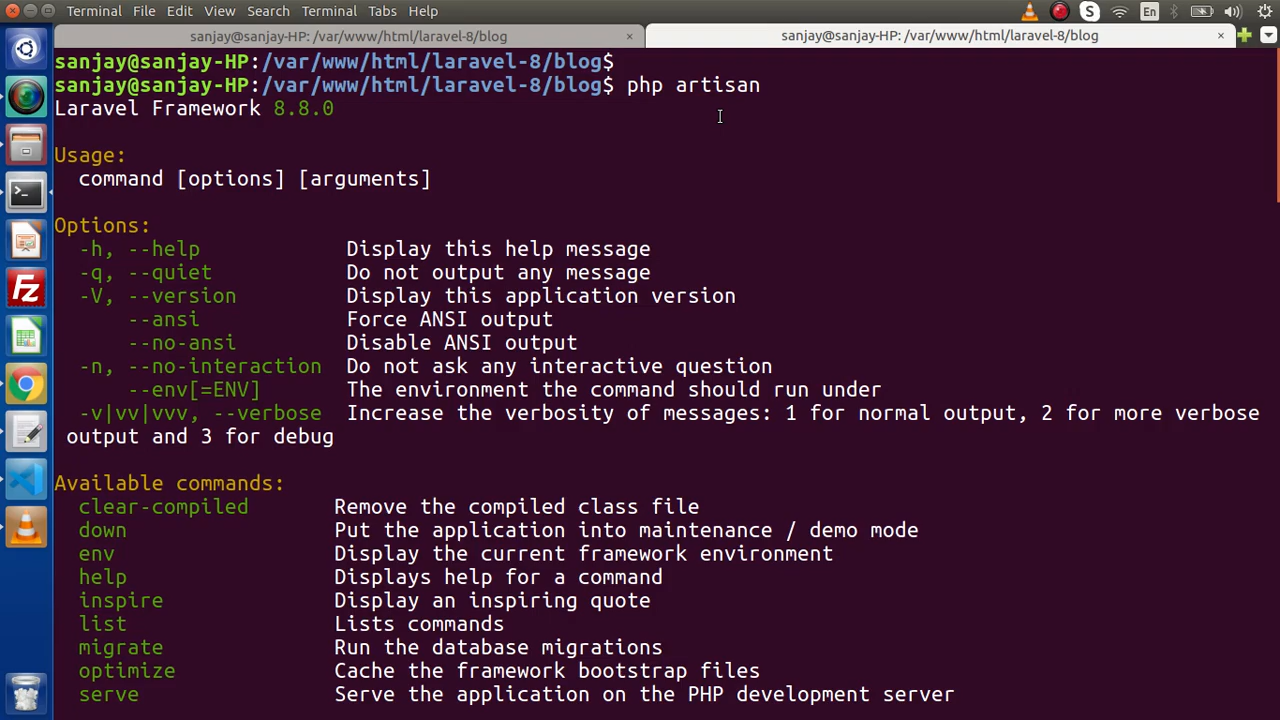 Terminal File Edit View Search Terminal Tabs Help
En
sanjay@sanjay-HP: /var/www/html/laravel-8/blog × sanjay@sanjay-HP: /var/www/html/laravel-8/blog ×
sanjay@sanjay-HP:/var/www/html/laravel-8/blog$
sanjay@sanjay-HP:/var/www/html/laravel-8/blog$ php artisan
Laravel Framework 8.8.0
Usage:
command [options] [arguments]
Options:
-h, --help Display this help message
-q, --quiet Do not output any message
-V, --version Display this application version
--ansi Force ANSI output
--no-ansi Disable ANSI output
-n, --no-interaction Do not ask any interactive question
--env[=ENV] The environment the command should run under
-v|vv|vvv, --verbose Increase the verbosity of messages: 1 for normal output, 2 for more verbose
output and 3 for debug
Available commands:
clear-compiled Remove the compiled class file
down Put the application into maintenance / demo mode
env Display the current framework environment
help Displays help for a command
inspire Display an inspiring quote
list Lists commands
migrate Run the database migrations
optimize Cache the framework bootstrap files
serve Serve the application on the PHP development server